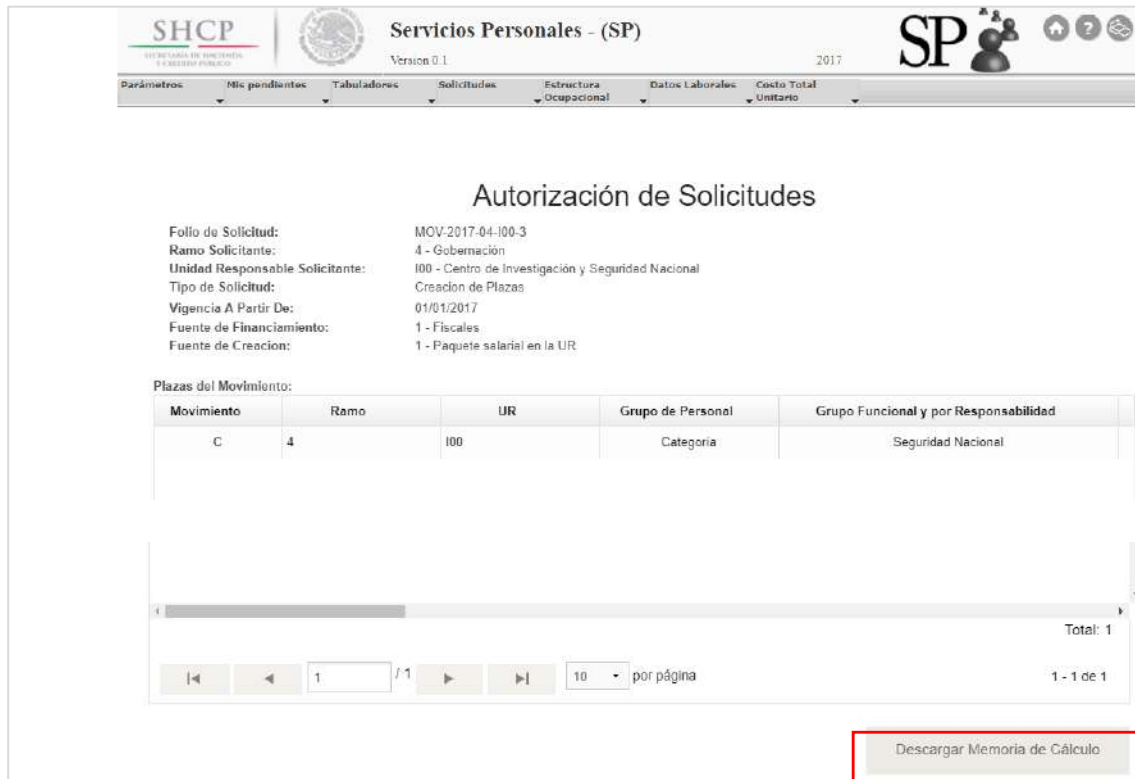 SHCP
SECRETARÍA DE HACIENDA
Y CRÉDITO PÚBLICO
Servicios Personales - (SP)
Version 0.1
2017
SP
Parámetros Mis pendientes Tabuladores Solicitudes Estructura Ocupacional Datos Laborales Costo Total Unitario
Autorización de Solicitudes
Folio de Solicitud: MOV-2017-04-I00-3
Ramo Solicitante: 4 - Gobernación
Unidad Responsable Solicitante: I00 - Centro de Investigación y Seguridad Nacional
Tipo de Solicitud: Creacion de Plazas
Vigencia A Partir De: 01/01/2017
Fuente de Financiamiento: 1 - Fiscales
Fuente de Creacion: 1 - Paquete salarial en la UR
Plazas del Movimiento:
Movimiento Ramo UR Grupo de Personal Grupo Funcional y por Responsabilidad
C 4 I00 Categoria Seguridad Nacional
Total: 1
1 / 1 10 por página 1 - 1 de 1
Descargar Memoria de Cálculo